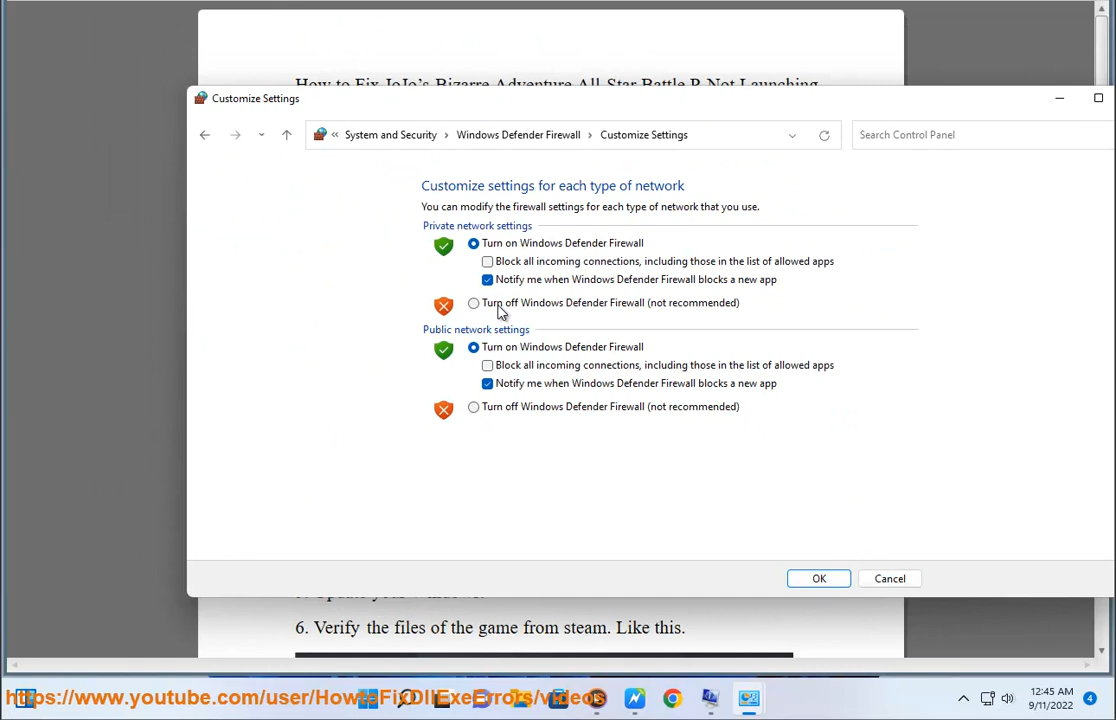 How to Fix JoJo's Bizarre Adventure All-Star Battle R Not Launching
Customize Settings
« System and Security › Windows Defender Firewall › Customize Settings
Search Control Panel
Customize settings for each type of network
You can modify the firewall settings for each type of network that you use.
Private network settings
Turn on Windows Defender Firewall
Block all incoming connections, including those in the list of allowed apps
Notify me when Windows Defender Firewall blocks a new app
Turn off Windows Defender Firewall (not recommended)
Public network settings
Turn on Windows Defender Firewall
Block all incoming connections, including those in the list of allowed apps
Notify me when Windows Defender Firewall blocks a new app
Turn off Windows Defender Firewall (not recommended)
OK Cancel
5. Update your windows.
6. Verify the files of the game from steam. Like this.
https://www.youtube.com/user/HowtoFixDllExeErrors/videos
12:45 AM
9/11/2022
4